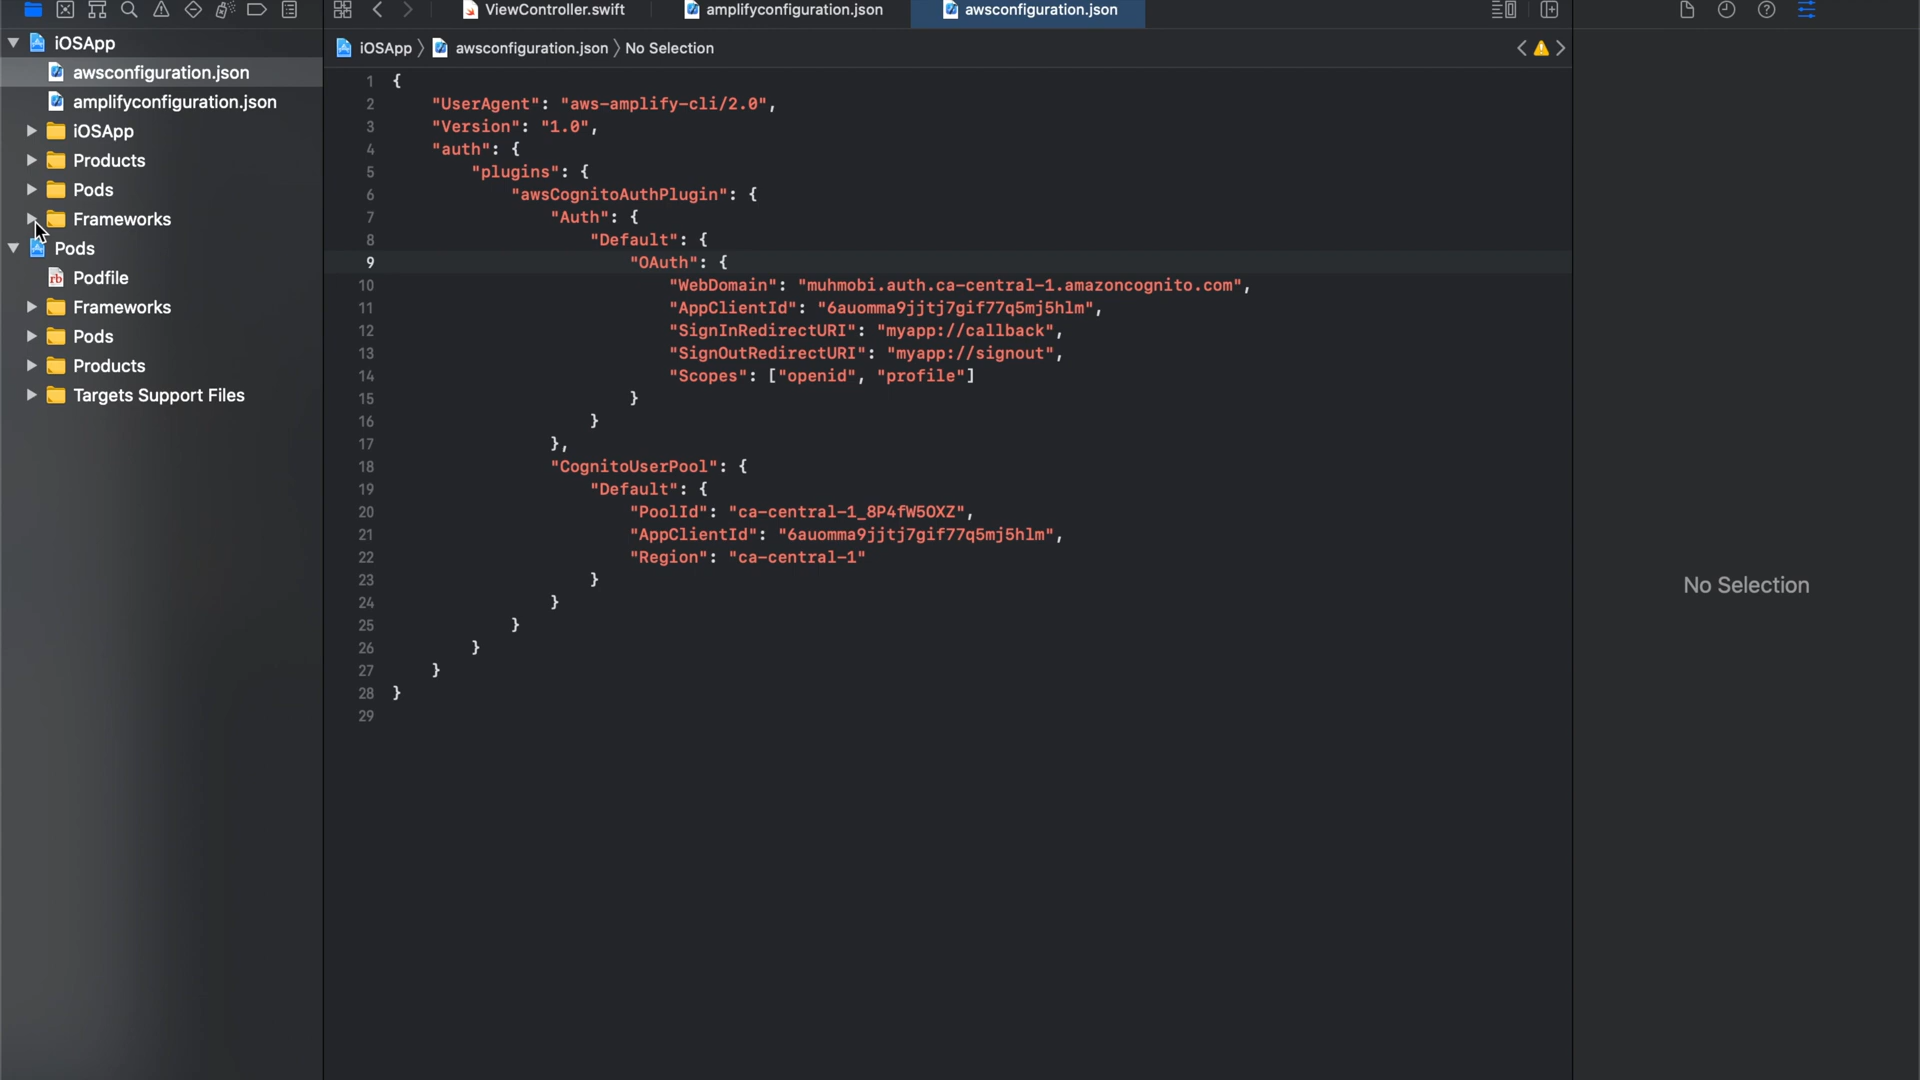 ViewController.swift
amplifyconfiguration.json
awsconfiguration.json
iOSApp
awsconfiguration.json
amplifyconfiguration.json
iOSApp
Products
Pods
Frameworks
Pods
rb Podfile
Frameworks
Pods
Products
Targets Support Files
iOSApp 〉 awsconfiguration.json 〉 No Selection
1 {
2 "UserAgent": "aws-amplify-cli/2.0",
3 "Version": "1.0",
4 "auth": {
5 "plugins": {
6 "awsCognitoAuthPlugin": {
7 "Auth": {
8 "Default": {
9 "OAuth": {
10 "WebDomain": "muhmobi.auth.ca-central-1.amazoncognito.com",
11 "AppClientId": "6auomma9jjtj7gif77q5mj5hlm",
12 "SignInRedirectURI": "myapp://callback",
13 "SignOutRedirectURI": "myapp://signout",
14 "Scopes": ["openid", "profile"]
15 }
16 }
17 },
18 "CognitoUserPool": {
19 "Default": {
20 "PoolId": "ca-central-1_8P4fW5OXZ",
21 "AppClientId": "6auomma9jjtj7gif77q5mj5hlm",
22 "Region": "ca-central-1"
23 }
24 }
25 }
26 }
27 }
28 }
29
No Selection